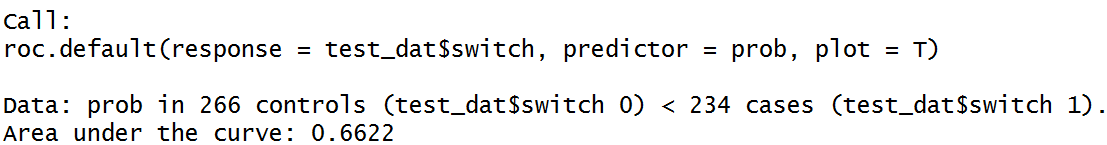 Call:
roc.default(response = test_dat$switch, predictor = prob, plot = T)
Data: prob in 266 controls (test_dat$switch 0) < 234 cases (test_dat$switch 1).
Area under the curve: 0.6622